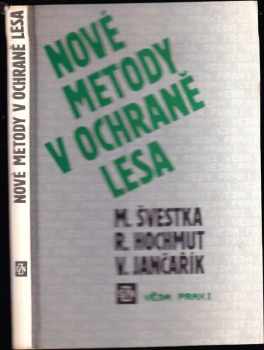 NOVÉ METODY V OCHRANĚ LESA
NOVÉ
METODY
V OCHRANĚ
LESA
M. ŠVESTKA
R. HOCHMUT
V. JANČAŘÍK
VĚDA PRAXI